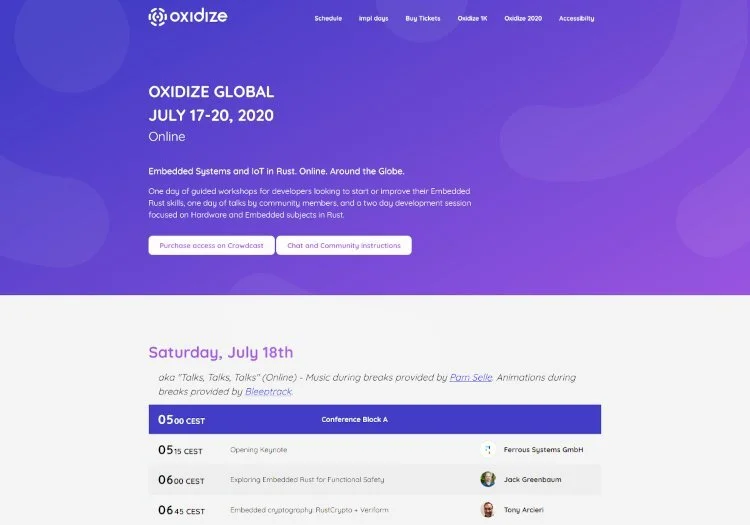 oxidize
Schedule
impl days
Buy Tickets
Oxidize 1K
Oxidize 2020
Accessibility
OXIDIZE GLOBAL
JULY 17-20, 2020
Online
Embedded Systems and IoT in Rust. Online. Around the Globe.
One day of guided workshops for developers looking to start or improve their Embedded
Rust skills, one day of talks by community members, and a two day development session
focused on Hardware and Embedded subjects in Rust.
Purchase access on Crowdcast
Chat and Community instructions
Saturday, July 18th
aka "Talks, Talks, Talks" (Online) - Music during breaks provided by Pam Selle. Animations during
breaks provided by Bleeptrack.
05 00 CEST Conference Block A
05 15 CEST Opening Keynote Ferrous Systems GmbH
06 00 CEST Exploring Embedded Rust for Functional Safety Jack Greenbaum
06 45 CEST Embedded cryptography: RustCrypto + Veriform Tony Arcieri